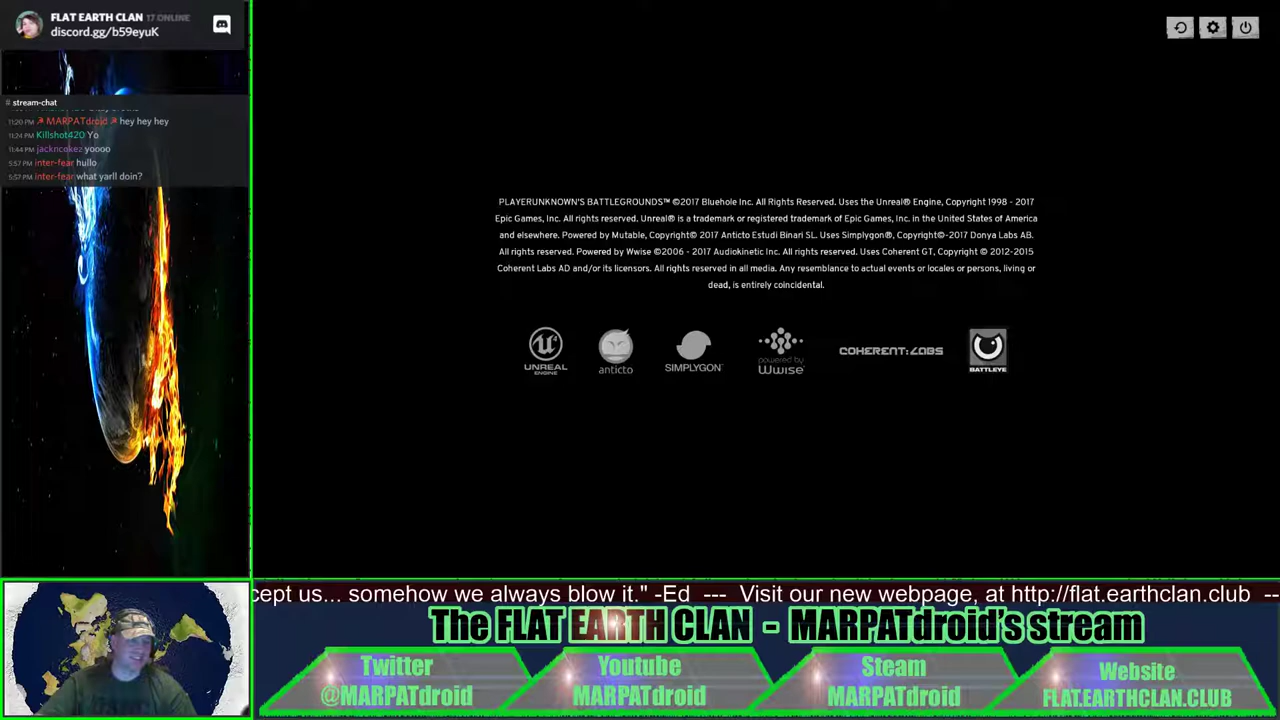 FLAT EARTH CLAN 17 ONLINE
discord.gg/b59eyuK
# stream-chat
11:20 PM MARPATdroid hey hey hey
11:24 PM Killshot420 Yo
11:44 PM jackncokez yoooo
5:57 PM inter-fear hullo
5:57 PM inter-fear what yarll doin?
PLAYERUNKNOWN'S BATTLEGROUNDS™ ©2017 Bluehole Inc. All Rights Reserved. Uses the Unreal® Engine, Copyright 1998 - 2017
Epic Games, Inc. All rights reserved. Unreal® is a trademark or registered trademark of Epic Games, Inc. in the United States of America
and elsewhere. Powered by Mutable, Copyright© 2017 Anticto Estudi Binari SL. Uses Simplygon®, Copyright©-2017 Donya Labs AB.
All rights reserved. Powered by Wwise ©2006 - 2017 Audiokinetic Inc. All rights reserved. Uses Coherent GT, Copyright © 2012-2015
Coherent Labs AD and/or its licensors. All rights reserved in all media. Any resemblance to actual events or locales or persons, living or
dead, is entirely coincidental.
UNREAL ENGINE
anticto
SIMPLYGON
powered by Wwise
COHERENT:LABS
BATTLEYE
cept us... somehow we always blow it." -Ed --- Visit our new webpage, at http://flat.earthclan.club --
The FLAT EARTH CLAN - MARPATdroid's stream
Twitter
@MARPATdroid
Youtube
MARPATdroid
Steam
MARPATdroid
Website
FLAT.EARTHCLAN.CLUB